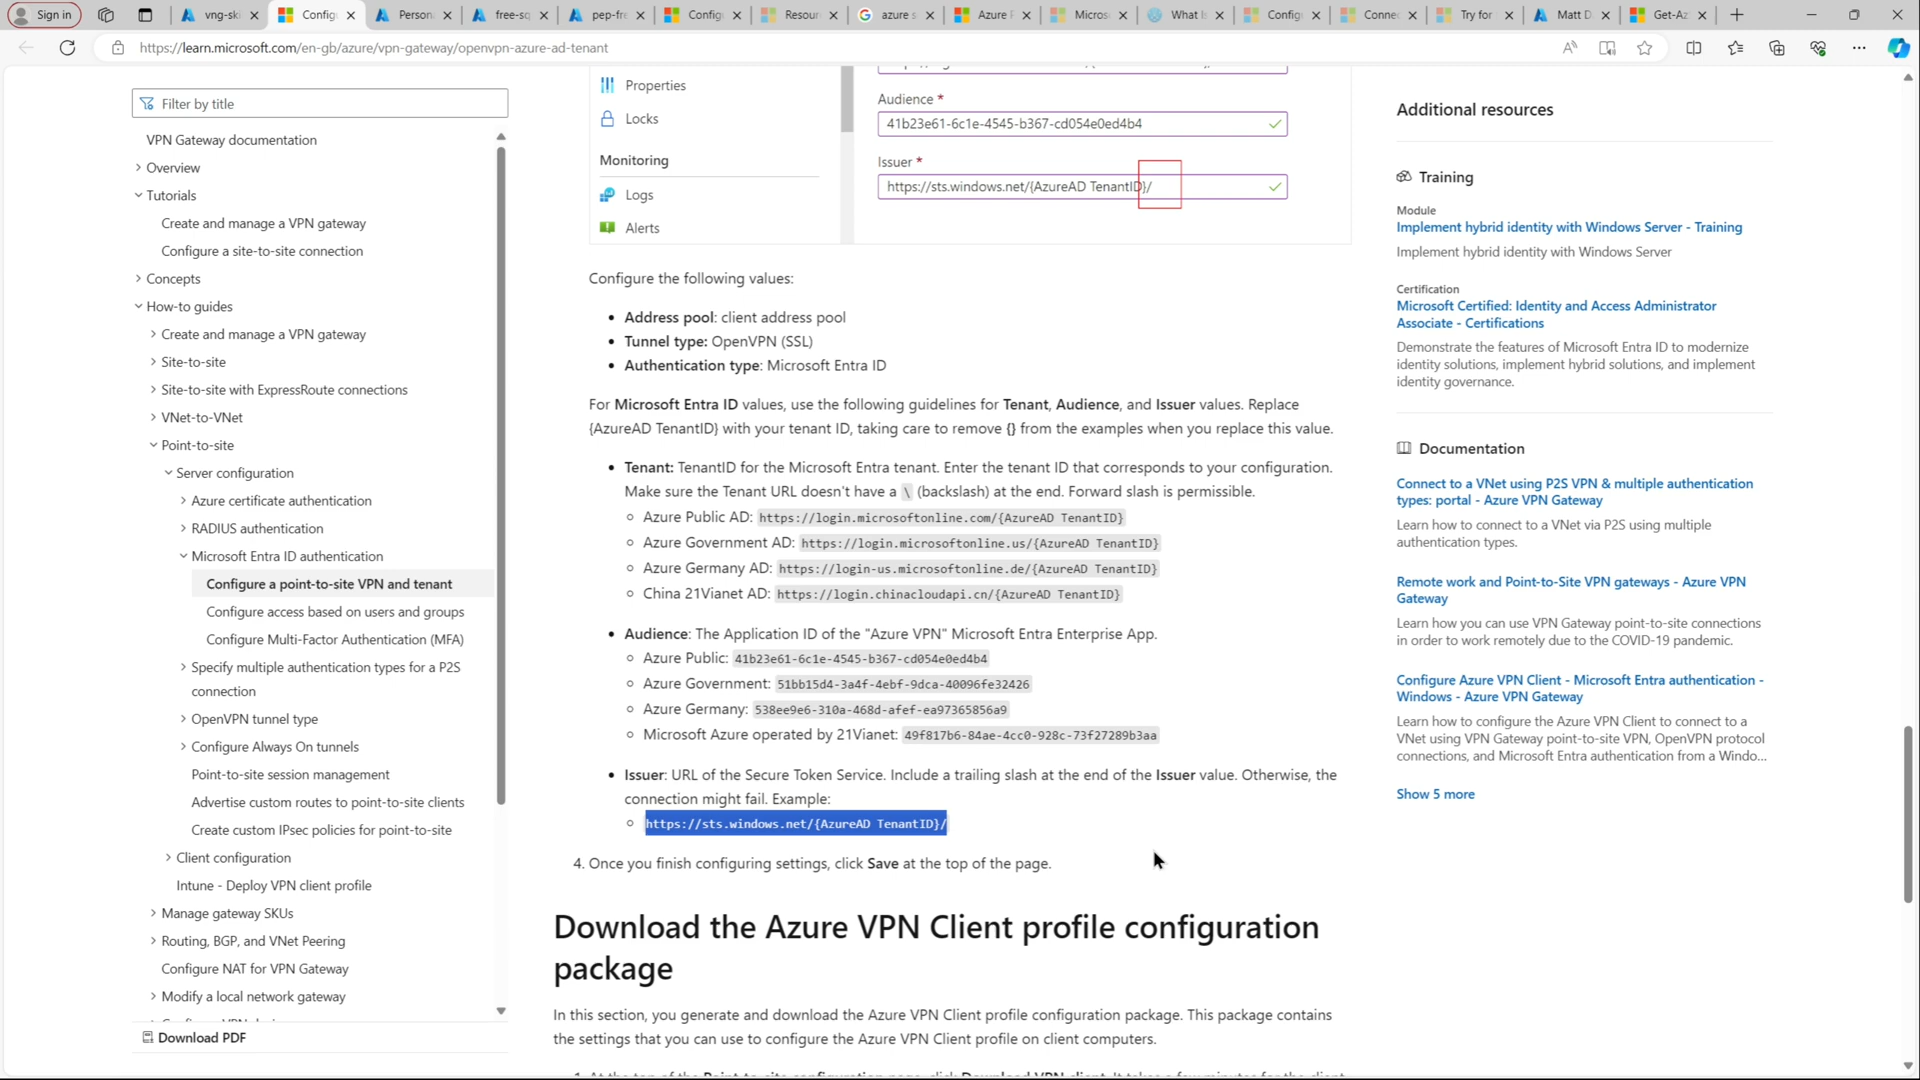 Sign in
vng-ski
Config
Person
free-sq
pep-fre
Config
Resour
azure s
Azure F
Micros
What I
Config
Conne
Try for
Matt D
Get-Az
https://learn.microsoft.com/en-gb/azure/vpn-gateway/openvpn-azure-ad-tenant
Filter by title
VPN Gateway documentation
Overview
Tutorials
Create and manage a VPN gateway
Configure a site-to-site connection
Concepts
How-to guides
Create and manage a VPN gateway
Site-to-site
Site-to-site with ExpressRoute connections
VNet-to-VNet
Point-to-site
Server configuration
Azure certificate authentication
RADIUS authentication
Microsoft Entra ID authentication
Configure a point-to-site VPN and tenant
Configure access based on users and groups
Configure Multi-Factor Authentication (MFA)
Specify multiple authentication types for a P2S
connection
OpenVPN tunnel type
Configure Always On tunnels
Point-to-site session management
Advertise custom routes to point-to-site clients
Create custom IPsec policies for point-to-site
Client configuration
Intune - Deploy VPN client profile
Manage gateway SKUs
Routing, BGP, and VNet Peering
Configure NAT for VPN Gateway
Modify a local network gateway
Download PDF
Properties
Locks
Monitoring
Logs
Alerts
Audience *
41b23e61-6c1e-4545-b367-cd054e0ed4b4
Issuer *
https://sts.windows.net/{AzureAD TenantID}/
Configure the following values:
• Address pool: client address pool
• Tunnel type: OpenVPN (SSL)
• Authentication type: Microsoft Entra ID
For Microsoft Entra ID values, use the following guidelines for Tenant, Audience, and Issuer values. Replace
{AzureAD TenantID} with your tenant ID, taking care to remove {} from the examples when you replace this value.
• Tenant: TenantID for the Microsoft Entra tenant. Enter the tenant ID that corresponds to your configuration.
Make sure the Tenant URL doesn't have a \ (backslash) at the end. Forward slash is permissible.
○ Azure Public AD: https://login.microsoftonline.com/{AzureAD TenantID}
○ Azure Government AD: https://login.microsoftonline.us/{AzureAD TenantID}
○ Azure Germany AD: https://login-us.microsoftonline.de/{AzureAD TenantID}
○ China 21Vianet AD: https://login.chinacloudapi.cn/{AzureAD TenantID}
• Audience: The Application ID of the "Azure VPN" Microsoft Entra Enterprise App.
○ Azure Public: 41b23e61-6c1e-4545-b367-cd054e0ed4b4
○ Azure Government: 51bb15d4-3a4f-4ebf-9dca-40096fe32426
○ Azure Germany: 538ee9e6-310a-468d-afef-ea97365856a9
○ Microsoft Azure operated by 21Vianet: 49f817b6-84ae-4cc0-928c-73f27289b3aa
• Issuer: URL of the Secure Token Service. Include a trailing slash at the end of the Issuer value. Otherwise, the
connection might fail. Example:
○ https://sts.windows.net/{AzureAD TenantID}/
4. Once you finish configuring settings, click Save at the top of the page.
Download the Azure VPN Client profile configuration
package
In this section, you generate and download the Azure VPN Client profile configuration package. This package contains
the settings that you can use to configure the Azure VPN Client profile on client computers.
Additional resources
Training
Module
Implement hybrid identity with Windows Server - Training
Implement hybrid identity with Windows Server
Certification
Microsoft Certified: Identity and Access Administrator
Associate - Certifications
Demonstrate the features of Microsoft Entra ID to modernize
identity solutions, implement hybrid solutions, and implement
identity governance.
Documentation
Connect to a VNet using P2S VPN & multiple authentication
types: portal - Azure VPN Gateway
Learn how to connect to a VNet via P2S using multiple
authentication types.
Remote work and Point-to-Site VPN gateways - Azure VPN
Gateway
Learn how you can use VPN Gateway point-to-site connections
in order to work remotely due to the COVID-19 pandemic.
Configure Azure VPN Client - Microsoft Entra authentication -
Windows - Azure VPN Gateway
Learn how to configure the Azure VPN Client to connect to a
VNet using VPN Gateway point-to-site VPN, OpenVPN protocol
connections, and Microsoft Entra authentication from a Windo...
Show 5 more